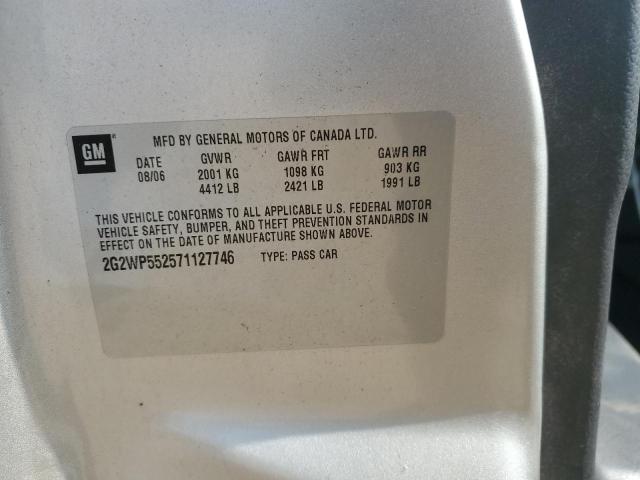 GM
MFD BY GENERAL MOTORS OF CANADA LTD.
DATE GVWR GAWR FRT GAWR RR
08/06 2001 KG 1098 KG 903 KG
4412 LB 2421 LB 1991 LB
THIS VEHICLE CONFORMS TO ALL APPLICABLE U.S. FEDERAL MOTOR
VEHICLE SAFETY, BUMPER, AND THEFT PREVENTION STANDARDS IN
EFFECT ON THE DATE OF MANUFACTURE SHOWN ABOVE.
2G2WP552571127746 TYPE: PASS CAR